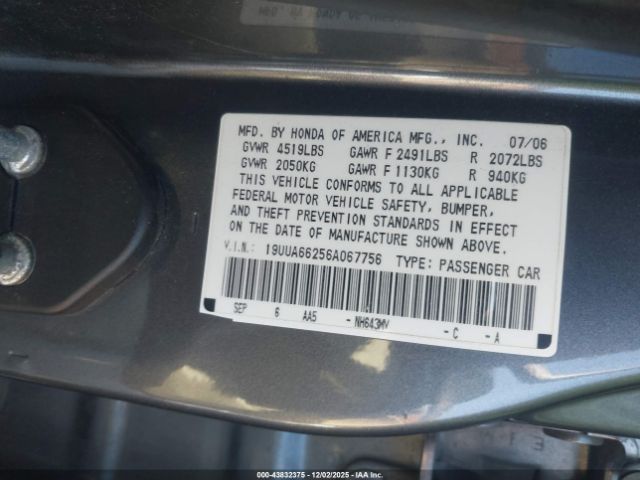 MFD. BY HONDA OF AMERICA MFG., INC. 07/06
GVWR 4519LBS GAWR F 2491LBS R 2072LBS
GVWR 2050KG GAWR F 1130KG R 940KG
THIS VEHICLE CONFORMS TO ALL APPLICABLE
FEDERAL MOTOR VEHICLE SAFETY, BUMPER,
AND THEFT PREVENTION STANDARDS IN EFFECT
ON THE DATE OF MANUFACTURE SHOWN ABOVE.
V.I.N.: 19UUA66256A067756 TYPE: PASSENGER CAR
SEP 6 AA5 - NH643MV - C - A
00-43832375 - 12/02/2025 - IAA Inc.